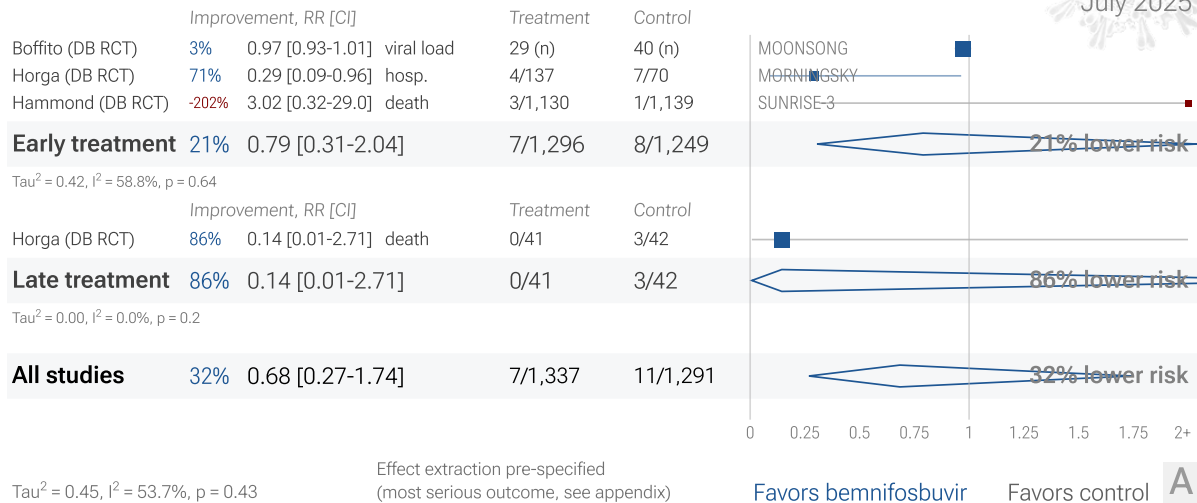 July 2025
Improvement, RR [CI] Treatment Control
Boffito (DB RCT) 3% 0.97 [0.93-1.01] viral load 29 (n) 40 (n) MOONSONG
Horga (DB RCT) 71% 0.29 [0.09-0.96] hosp. 4/137 7/70 MORNINGSKY
Hammond (DB RCT) -202% 3.02 [0.32-29.0] death 3/1,130 1/1,139 SUNRISE-3
Early treatment 21% 0.79 [0.31-2.04] 7/1,296 8/1,249 21% lower risk
Tau² = 0.42, I² = 58.8%, p = 0.64
Improvement, RR [CI] Treatment Control
Horga (DB RCT) 86% 0.14 [0.01-2.71] death 0/41 3/42
Late treatment 86% 0.14 [0.01-2.71] 0/41 3/42 86% lower risk
Tau² = 0.00, I² = 0.0%, p = 0.2
All studies 32% 0.68 [0.27-1.74] 7/1,337 11/1,291 32% lower risk
0 0.25 0.5 0.75 1 1.25 1.5 1.75 2+
Effect extraction pre-specified
Tau² = 0.45, I² = 53.7%, p = 0.43 (most serious outcome, see appendix) Favors bemnifosbuvir Favors control A